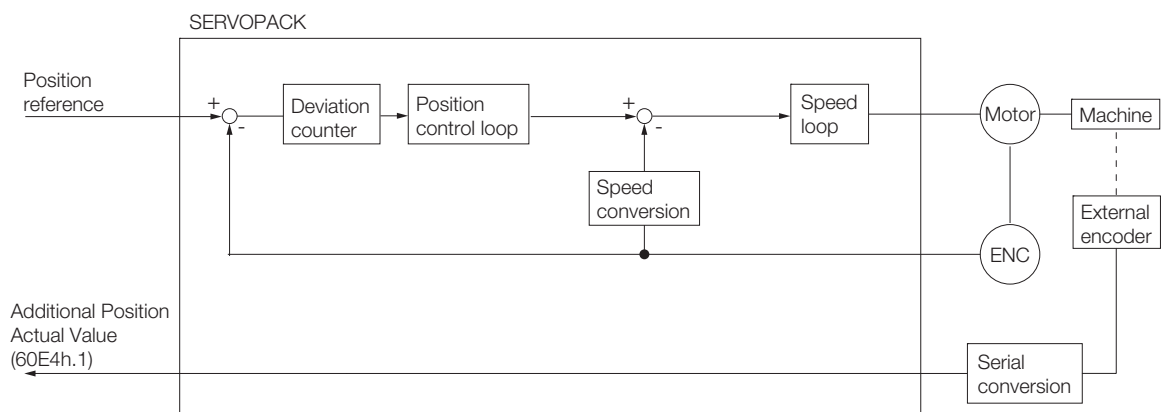 SERVOPACK
Position
reference
+
-
Deviation
counter
Position
control loop
+
-
Speed
loop
Motor
Machine
Speed
conversion
External
encoder
ENC
Additional Position
Actual Value
(60E4h.1)
Serial
conversion